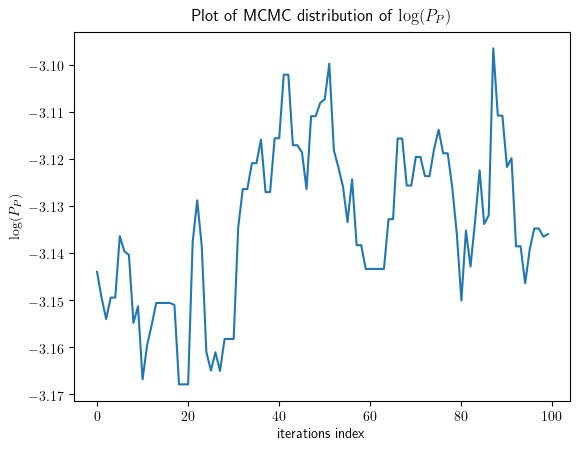 Plot of MCMC distribution of log(P_P)
−3.10
−3.11
−3.12
−3.13
−3.14
−3.15
−3.16
−3.17
log(P_P)
0 20 40 60 80 100
iterations index